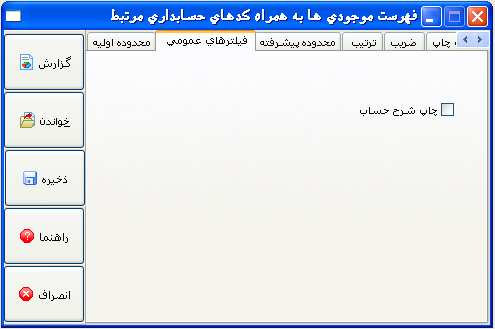 فهرست موجودي ها به همراه کدهاي حسابداري مرتبط
محدوده اوليه
فيلترهاي عمومي
محدوده پيشرفته
ترتيب
ضريب
چاپ
چاپ شرح حساب
گزارش
خواندن
ذخيره
راهنما
انصراف